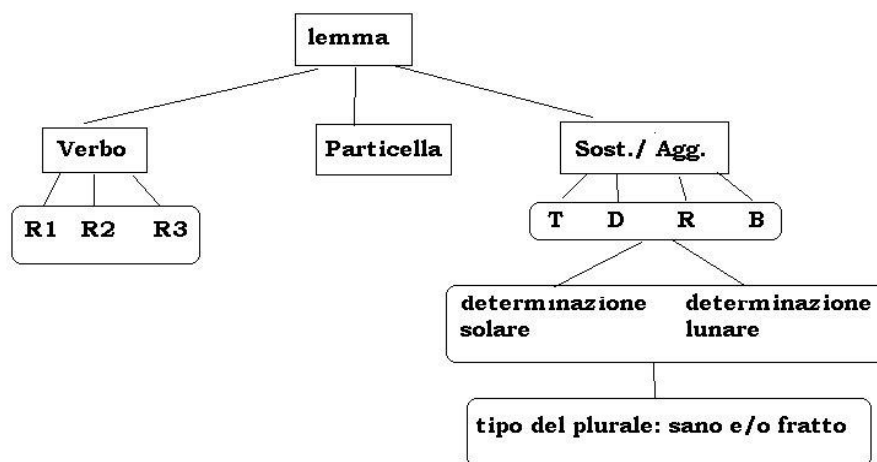 lemma
Verbo
Particella
Sost./ Agg.
R1 R2 R3
T D R B
determinazione solare
determinazione lunare
tipo del plurale: sano e/o fratto